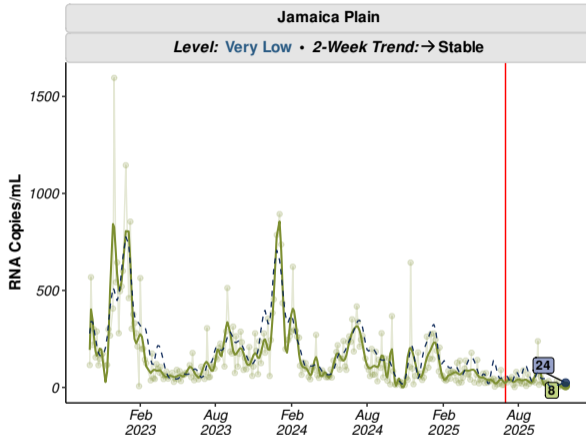 Jamaica Plain
Level: Very Low • 2-Week Trend: → Stable
RNA Copies/mL
1500
1000
500
0
24
8
Feb 2023
Aug 2023
Feb 2024
Aug 2024
Feb 2025
Aug 2025